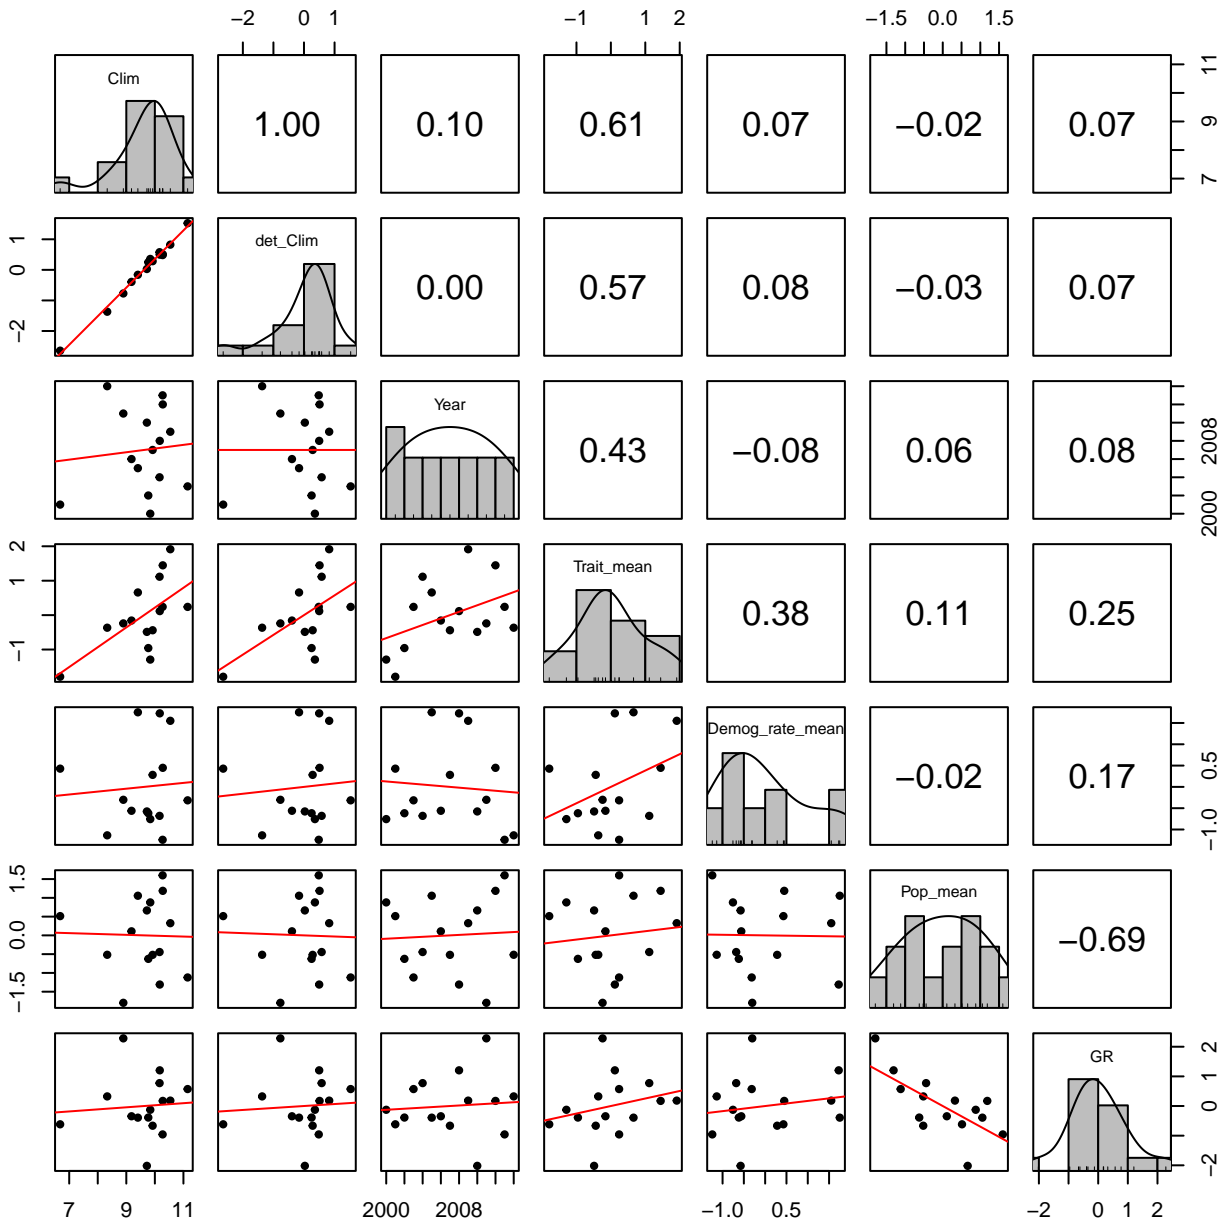 −2 0 1 −1 1 2 −1.5 0.0 1.5
Clim
1.00 0.10 0.61 0.07 −0.02 0.07
7 9 11
−2 0 1
det_Clim
0.00 0.57 0.08 −0.03 0.07
Year
0.43 −0.08 0.06 0.08
2000 2008
−1 1 2
Trait_mean
0.38 0.11 0.25
Demog_rate_mean
−0.02 0.17
−1.0 0.5
−1.5 0.0 1.5
Pop_mean
−0.69
GR
−2 0 1 2
7 9 11 2000 2008 −1.0 0.5 −2 0 1 2